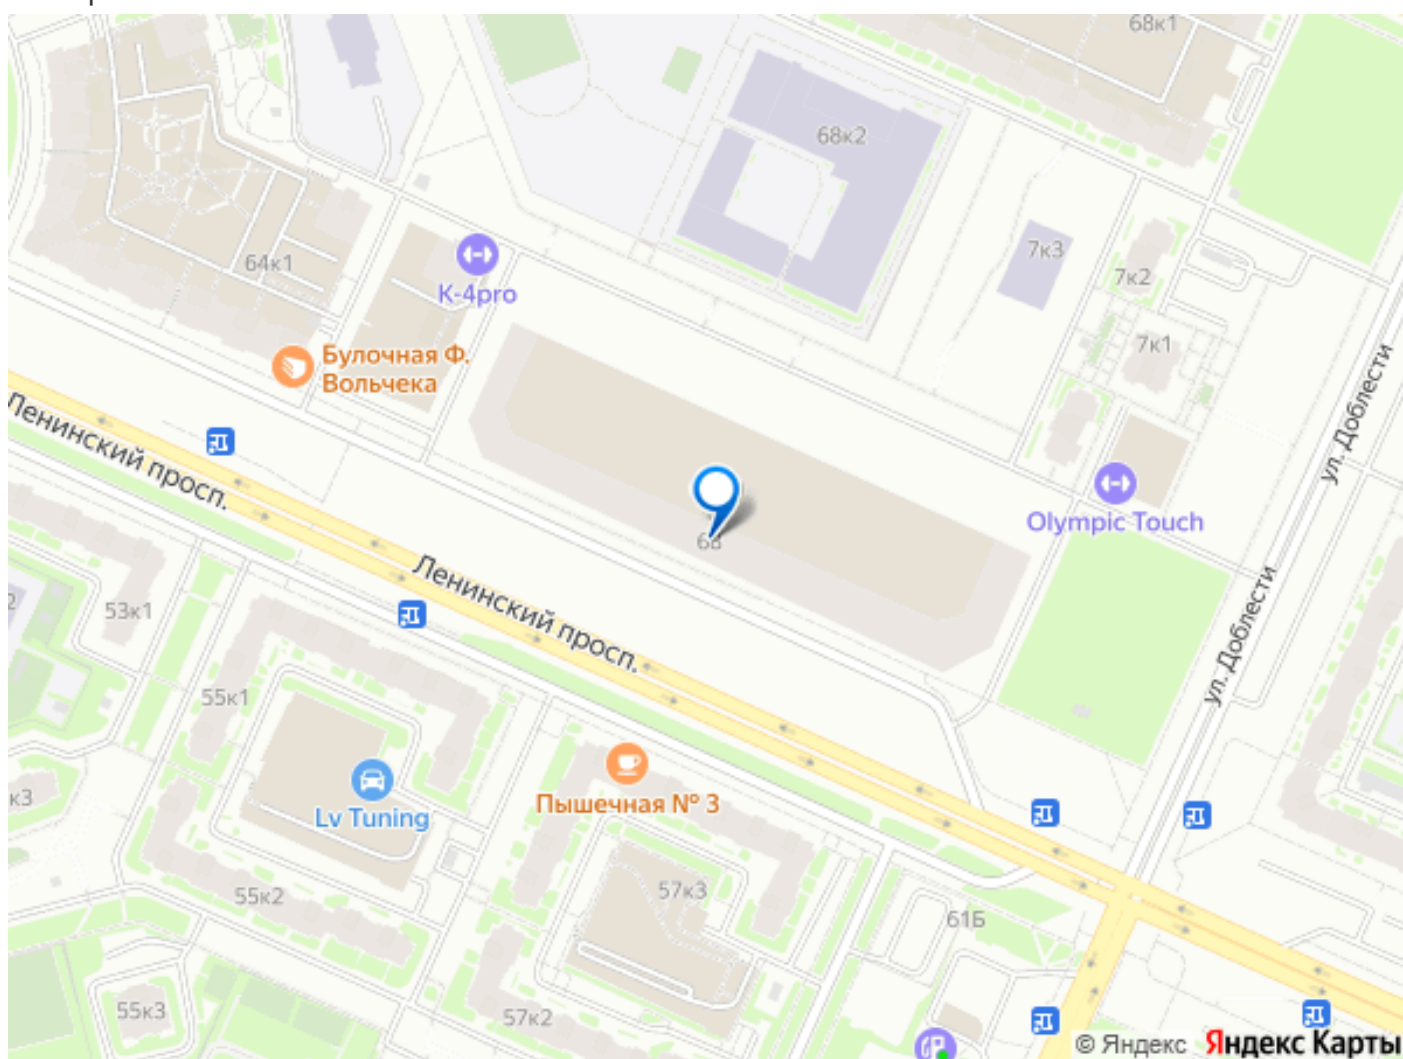 68к1
68к2
7к3
64к1
7к2
К-4pro
7к1
Булочная Ф.
Вольчека
ул. Доблести
Ленинский просп.
Olympic Touch
Ленинский просп.
53к1
ул. Доблести
55к1
к3
Lv Tuning
Пышечная № 3
55к2
57к3
61Б
55к3
57к2
© Яндекс Яндекс Карты